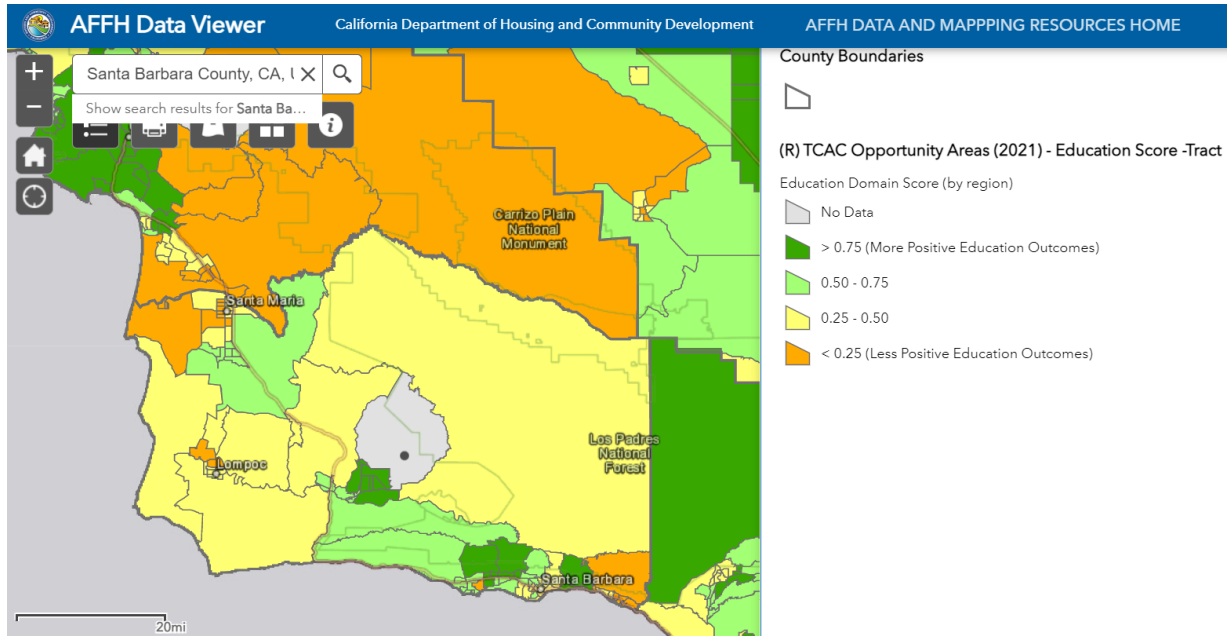 AFFH Data Viewer
California Department of Housing and Community Development
AFFH DATA AND MAPPPING RESOURCES HOME
+
−
Santa Barbara County, CA, U
Show search results for Santa Ba...
Carrizo Plain
National
Monument
Santa Maria
Los Padres
National
Forest
Lompoc
Santa Barbara
20mi
County Boundaries
(R) TCAC Opportunity Areas (2021) - Education Score -Tract
Education Domain Score (by region)
No Data
> 0.75 (More Positive Education Outcomes)
0.50 - 0.75
0.25 - 0.50
< 0.25 (Less Positive Education Outcomes)